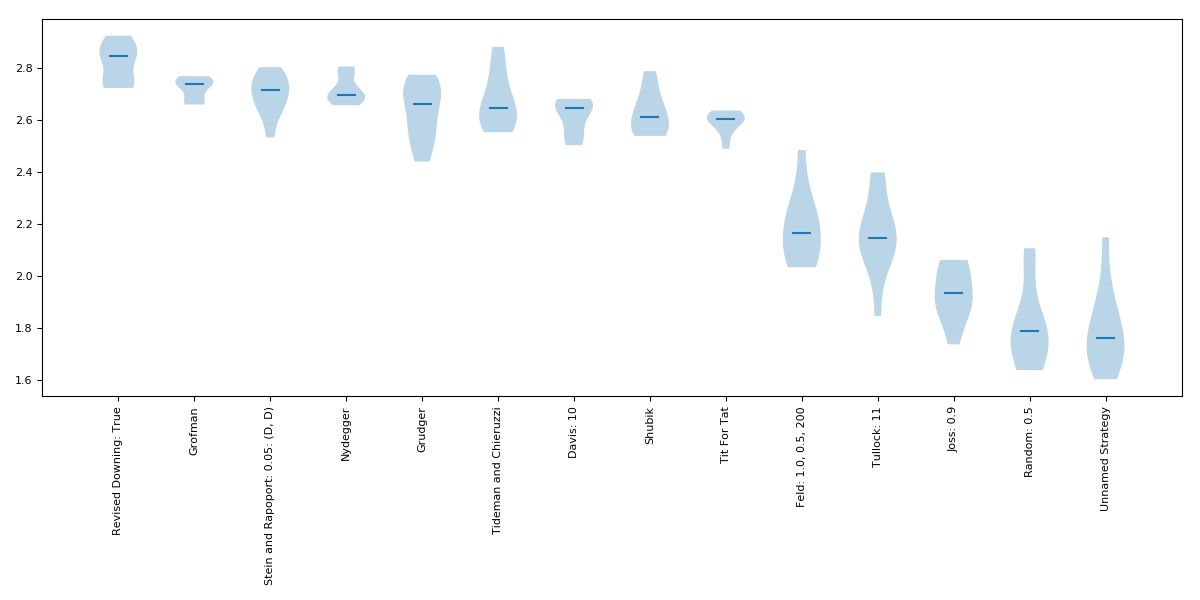 2.8
2.6
2.4
2.2
2.0
1.8
1.6
Revised Downing: True
Grofman
Stein and Rapoport: 0.05: (D, D)
Nydegger
Grudger
Tideman and Chieruzzi
Davis: 10
Shubik
Tit For Tat
Feld: 1.0, 0.5, 200
Tullock: 11
Joss: 0.9
Random: 0.5
Unnamed Strategy